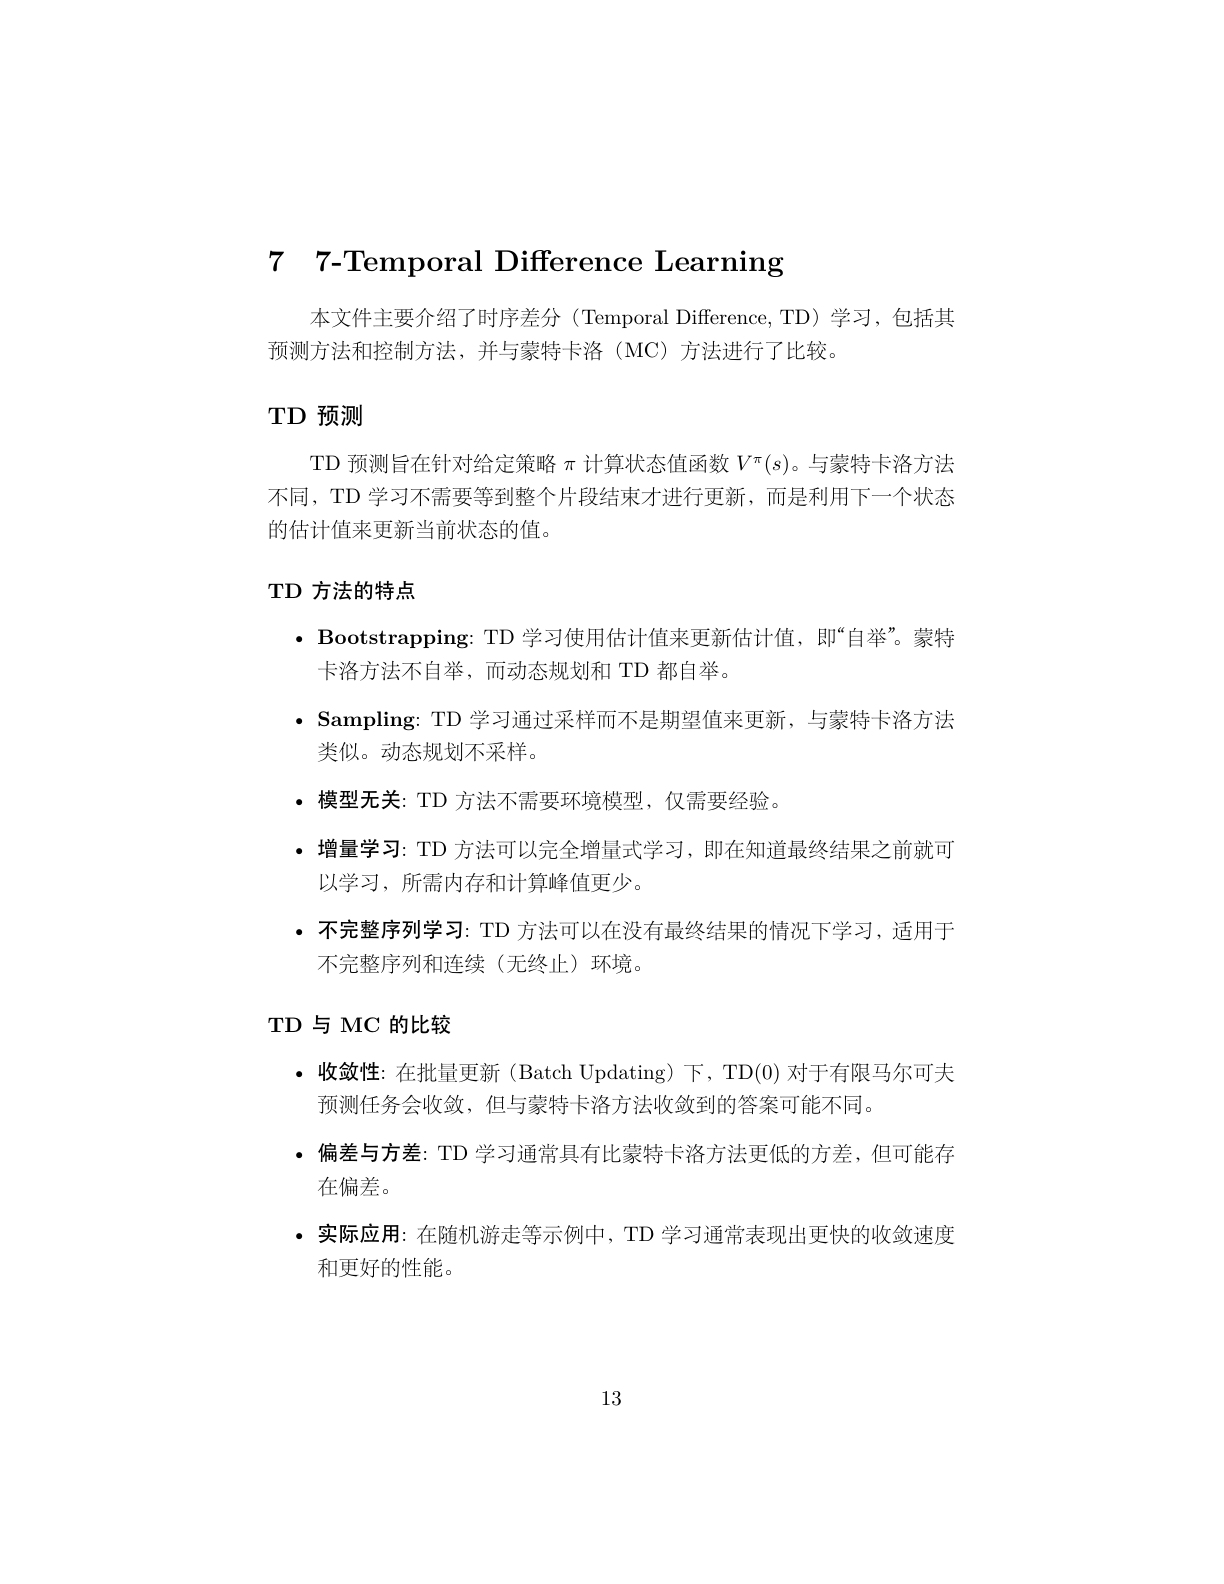 7 7-Temporal Difference Learning
本文件主要介绍了时序差分（Temporal Difference, TD）学习，包括其
预测方法和控制方法，并与蒙特卡洛（MC）方法进行了比较。
TD 预测
TD 预测旨在针对给定策略 π 计算状态值函数 V^π(s)。与蒙特卡洛方法
不同，TD 学习不需要等到整个片段结束才进行更新，而是利用下一个状态
的估计值来更新当前状态的值。
TD 方法的特点
• Bootstrapping: TD 学习使用估计值来更新估计值，即“自举”。蒙特
卡洛方法不自举，而动态规划和 TD 都自举。
• Sampling: TD 学习通过采样而不是期望值来更新，与蒙特卡洛方法
类似。动态规划不采样。
• 模型无关: TD 方法不需要环境模型，仅需要经验。
• 增量学习: TD 方法可以完全增量式学习，即在知道最终结果之前就可
以学习，所需内存和计算峰值更少。
• 不完整序列学习: TD 方法可以在没有最终结果的情况下学习，适用于
不完整序列和连续（无终止）环境。
TD 与 MC 的比较
• 收敛性: 在批量更新（Batch Updating）下，TD(0) 对于有限马尔可夫
预测任务会收敛，但与蒙特卡洛方法收敛到的答案可能不同。
• 偏差与方差: TD 学习通常具有比蒙特卡洛方法更低的方差，但可能存
在偏差。
• 实际应用: 在随机游走等示例中，TD 学习通常表现出更快的收敛速度
和更好的性能。
13